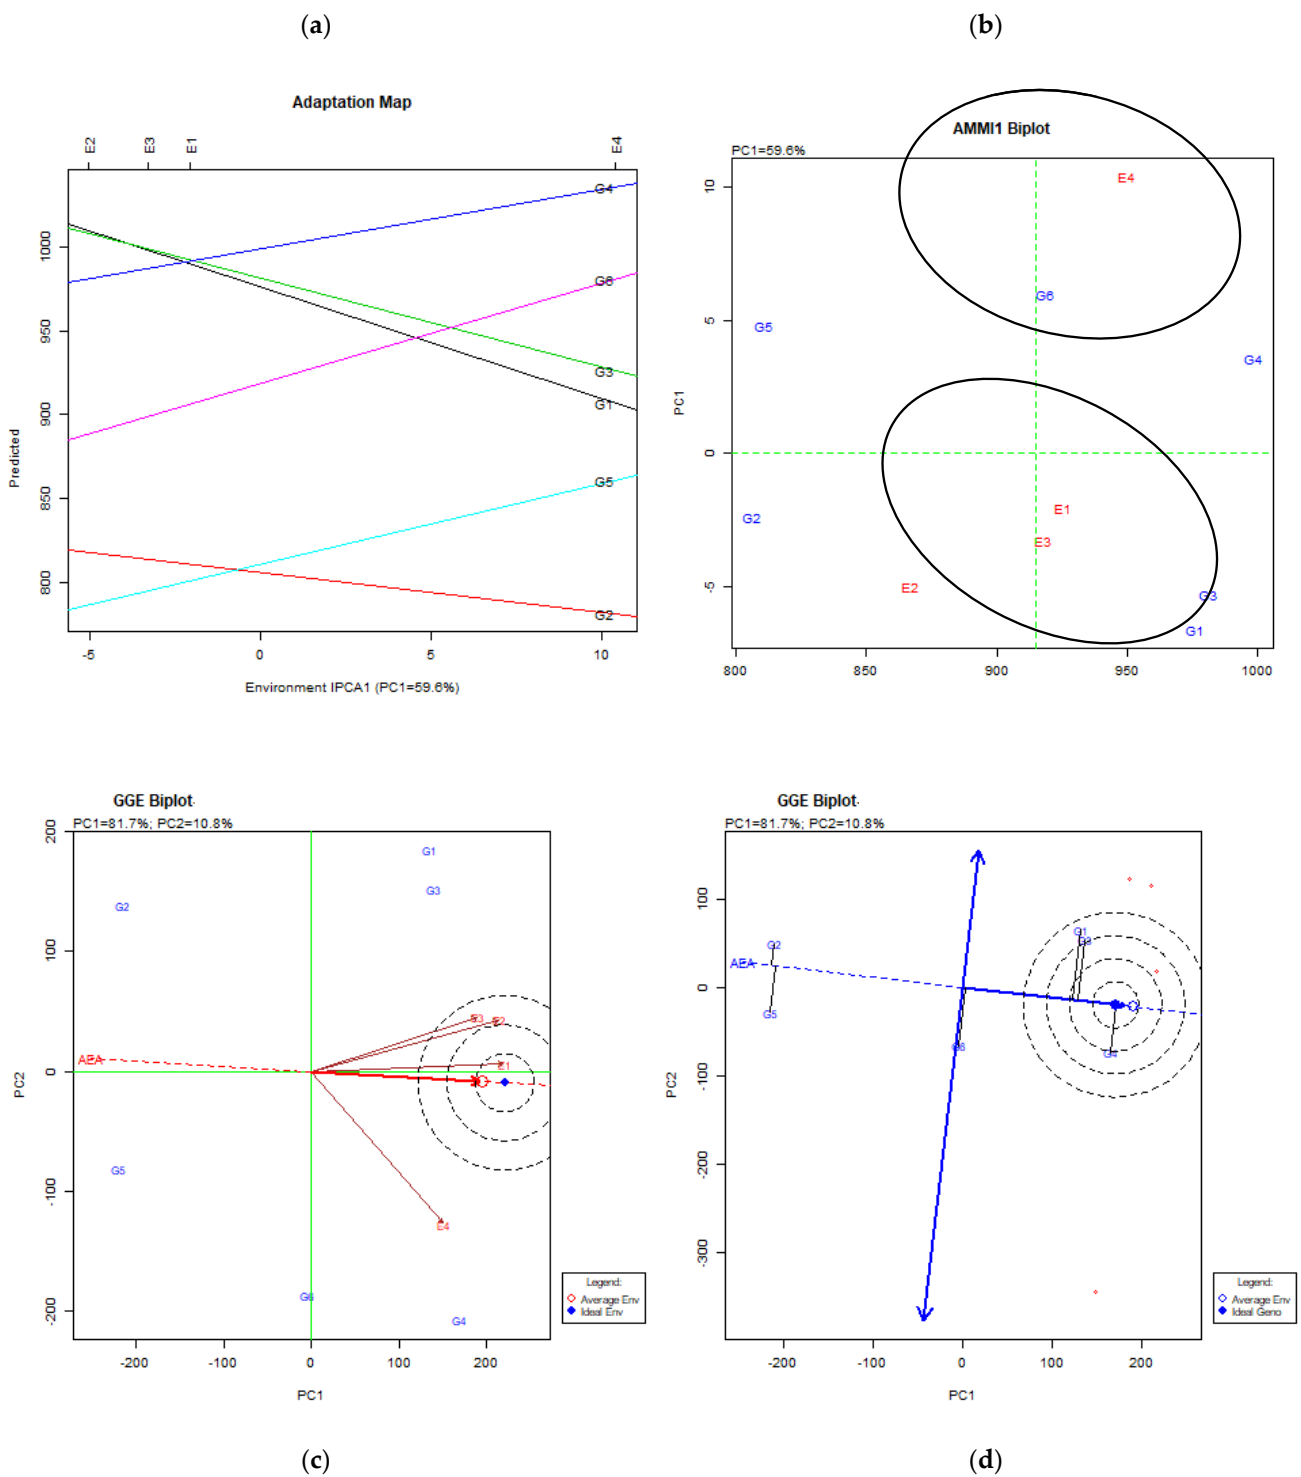 (a)
(b)
Adaptation Map
E2
E3
E1
E4
1000
950
900
850
800
Predicted
G4
G6
G3
G1
G5
G2
-5
0
5
10
Environment IPCA1 (PC1=59.6%)
AMMI1 Biplot
PC1=59.6%
10
5
0
-5
PC1
E4
G6
G5
G4
G2
E1
E3
E2
G3
G1
800
850
900
950
1000
GGE Biplot
PC1=81.7%; PC2=10.8%
200
100
0
-100
-200
PC2
G1
G3
G2
E3
E2
E1
AEA
G5
E4
G6
G4
-200
-100
0
100
200
PC1
Legend:
Average Env
Ideal Env
GGE Biplot
PC1=81.7%; PC2=10.8%
100
0
-100
-200
-300
PC2
G1
G3
G2
AEA
G5
G6
G4
-200
-100
0
100
200
PC1
Legend:
Average Env
Ideal Geno
(c)
(d)